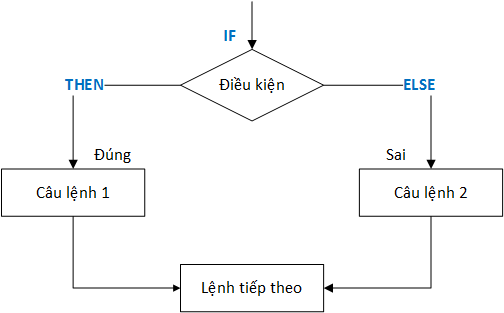 IF
THEN
Điều kiện
ELSE
Đúng
Sai
Câu lệnh 1
Câu lệnh 2
Lệnh tiếp theo